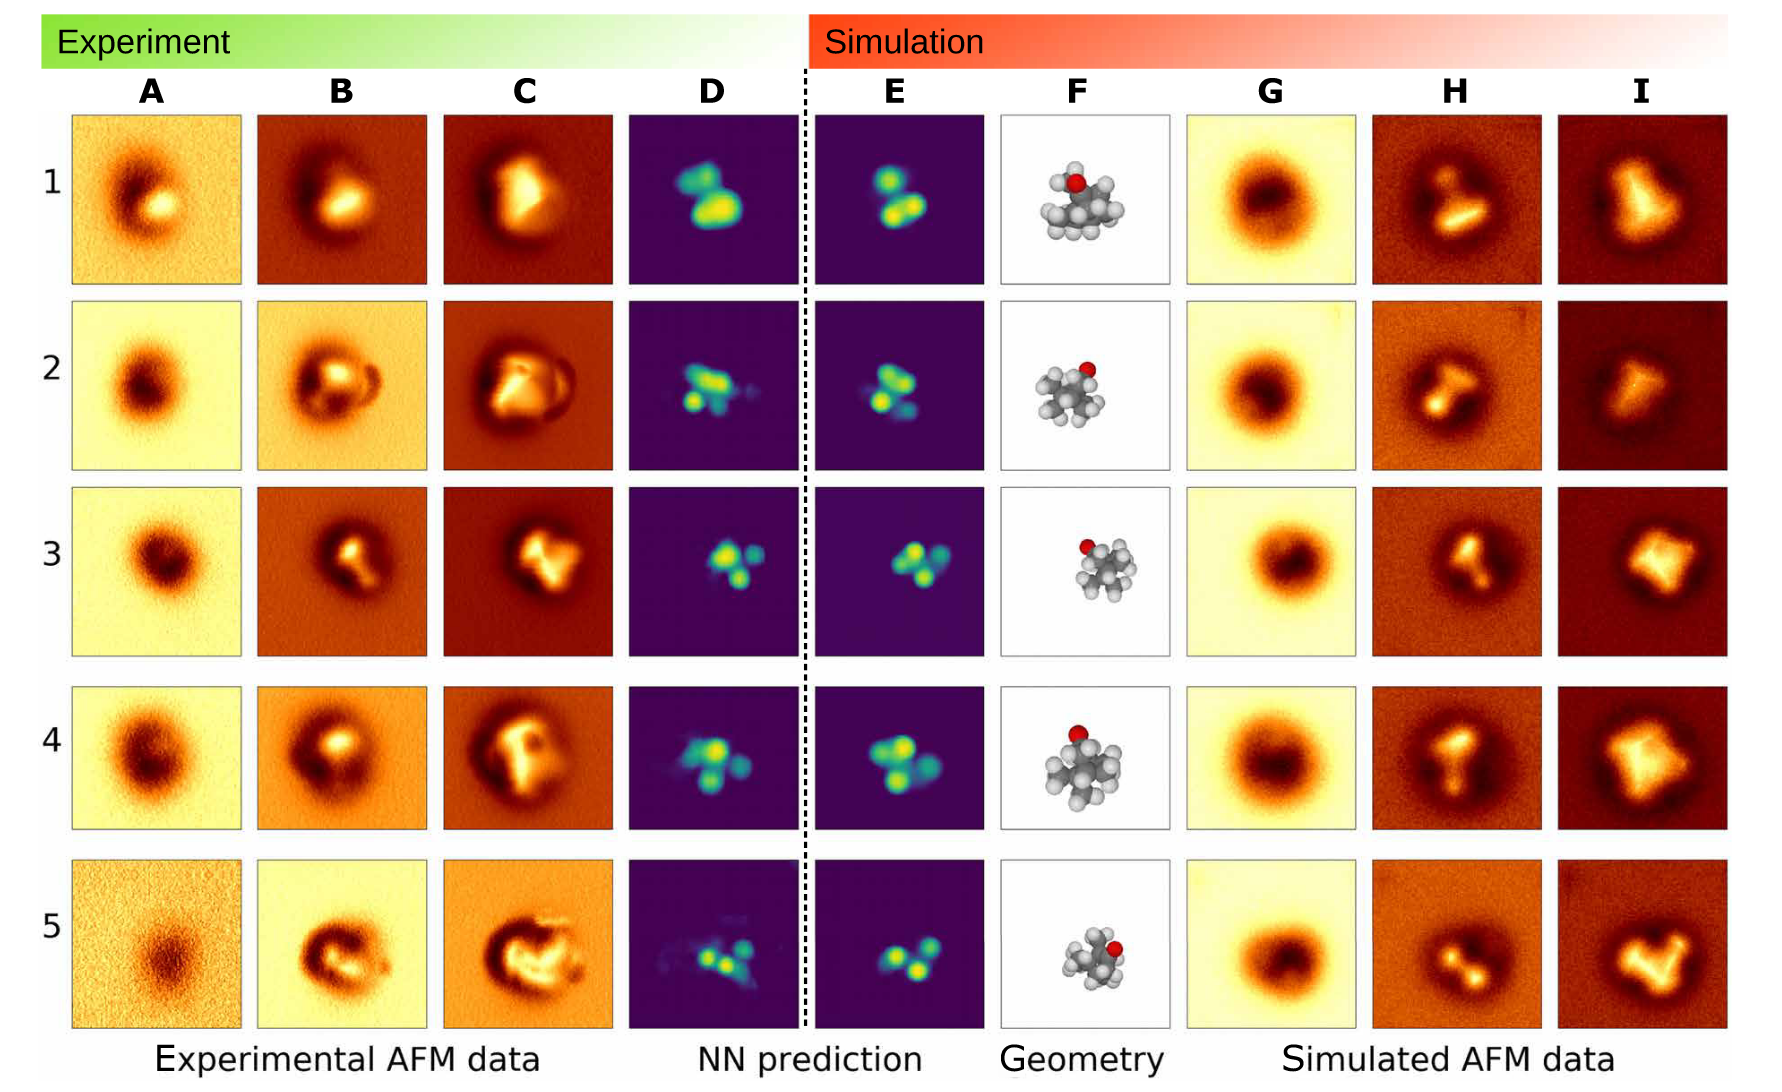 Experiment Simulation
A B C D E F G H I
1
2
3
4
5
Experimental AFM data NN prediction Geometry Simulated AFM data